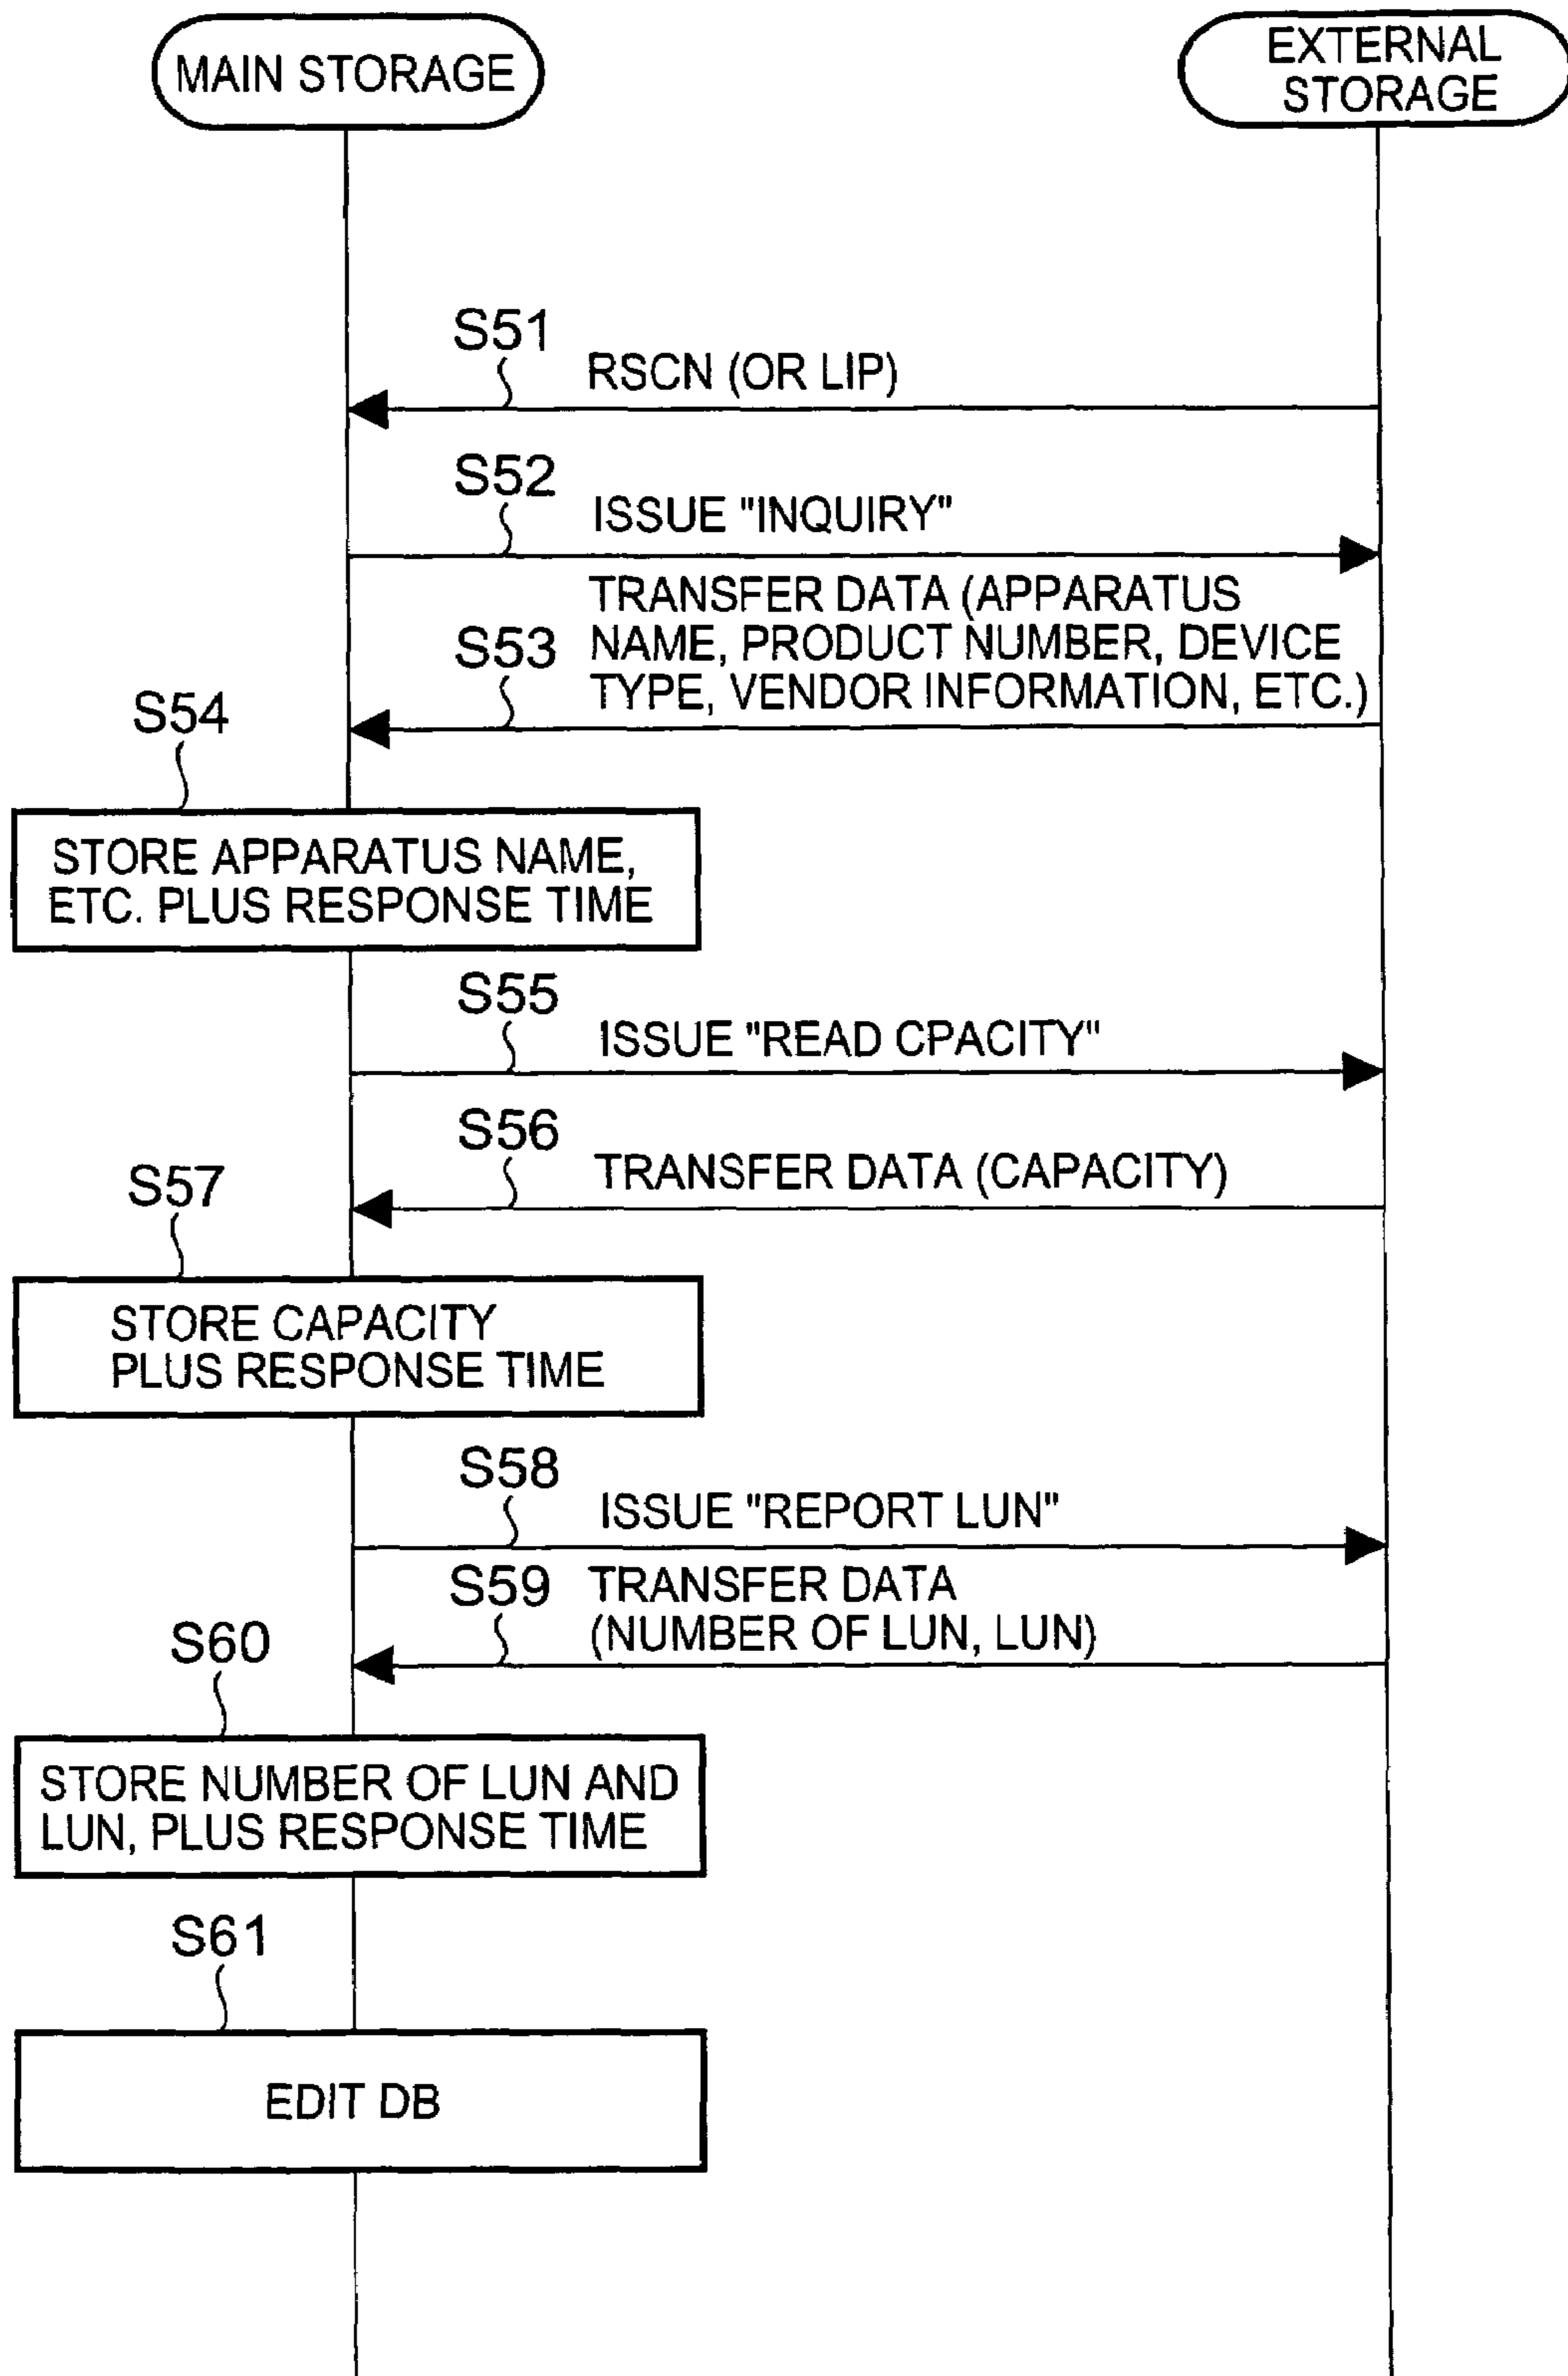 MAIN STORAGE
EXTERNAL
STORAGE
S51
RSCN (OR LIP)
S52
ISSUE "INQUIRY"
TRANSFER DATA (APPARATUS
NAME, PRODUCT NUMBER, DEVICE
TYPE, VENDOR INFORMATION, ETC.)
S53
S54
STORE APPARATUS NAME,
ETC. PLUS RESPONSE TIME
S55
ISSUE "READ CPACITY"
S56
TRANSFER DATA (CAPACITY)
S57
STORE CAPACITY
PLUS RESPONSE TIME
S58
ISSUE "REPORT LUN"
S59
TRANSFER DATA
(NUMBER OF LUN, LUN)
S60
STORE NUMBER OF LUN AND
LUN, PLUS RESPONSE TIME
S61
EDIT DB